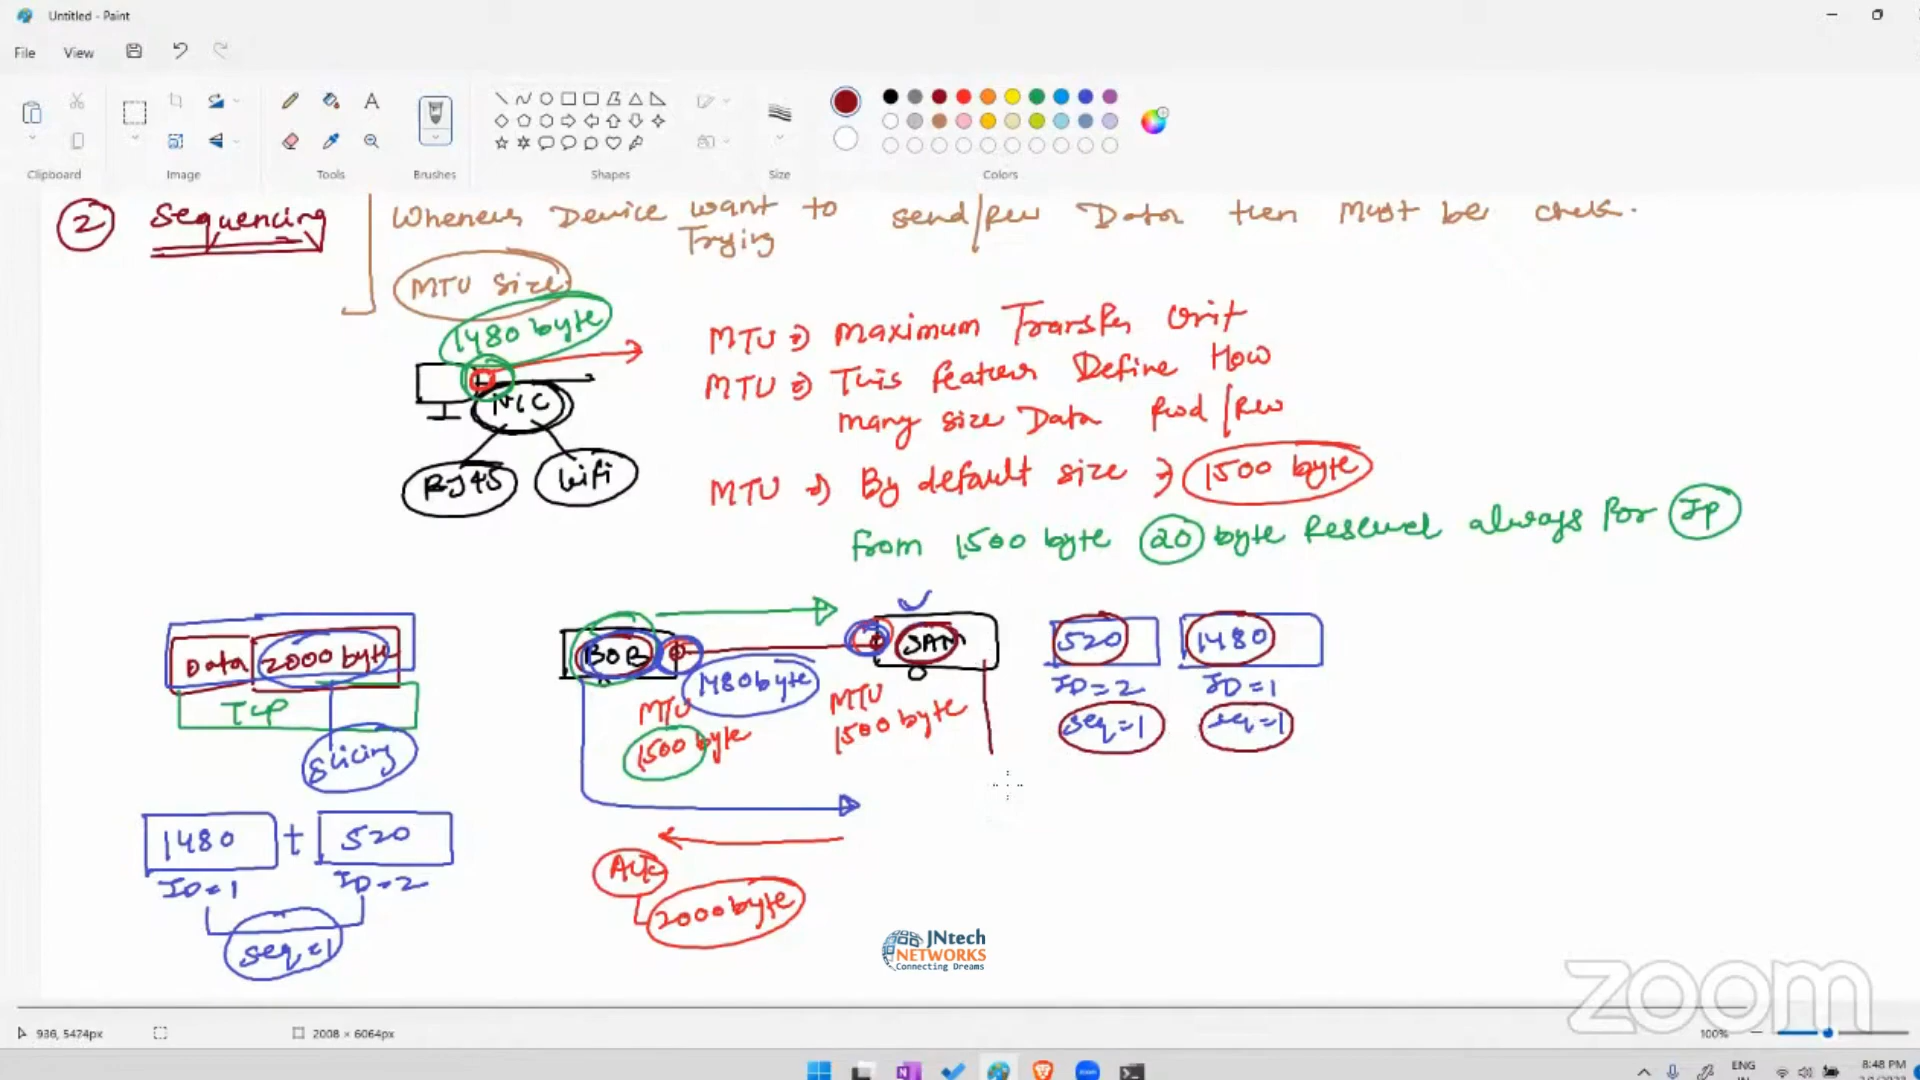 Untitled - Paint
File View
Clipboard Image Tools Brushes Shapes Size Colors
2 Sequencing
Whenever Device want to send/rev Data then must be check.
Trying
MTU Size
1480 byte
NIC
RJ45 wifi
MTU ⇒ Maximum Transfer Unit
MTU ⇒ This feature Define How
many size Data fwd/rev
MTU ⇒ By default size ⇒ 1500 byte
from 1500 byte 20 byte Reserved always for IP
Data 2000 byte
TCP
slicing
1480 + 520
ID=1 ID=2
seq=1
BOB SAM
1480 byte
MTU
1500 byte
MTU
1500 byte
Ack
2000 byte
520 1480
ID=2 ID=1
seq=1 seq=1
JNtech
NETWORKS
Connecting Dreams
zoom
936, 5474px 2008 × 6064px 100%
ENG
8:48 PM